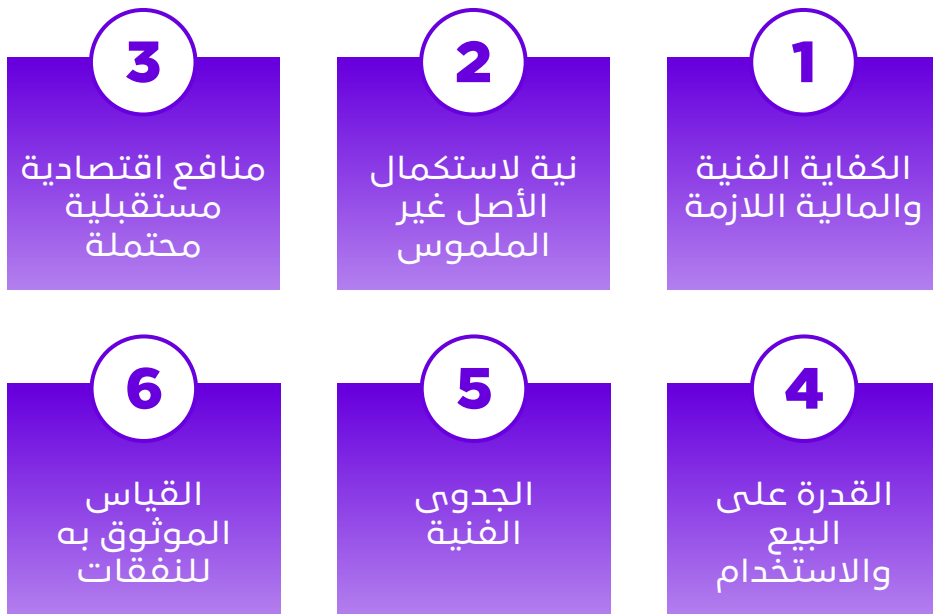 1
الكفاية الفنية
والمالية اللازمة
2
نية لاستكمال
الأصل غير
الملموس
3
منافع اقتصادية
مستقبلية
محتملة
4
القدرة على
البيع
والاستخدام
5
الجدوى
الفنية
6
القياس
الموثوق به
للنفقات